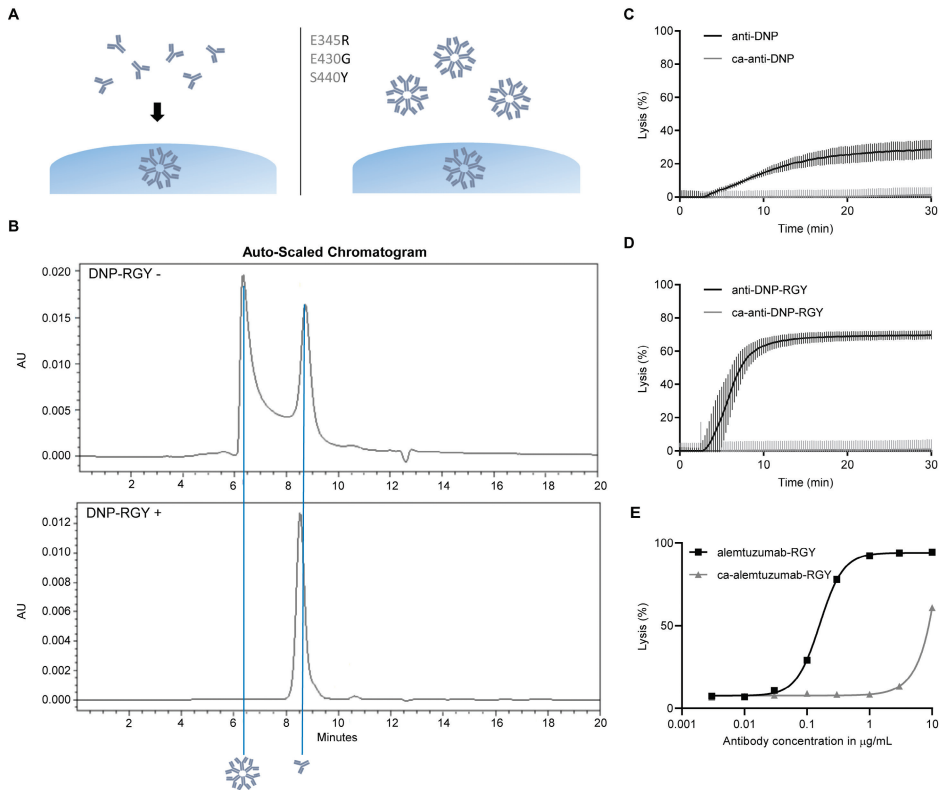 A
E345R
E430G
S440Y
B
Auto-Scaled Chromatogram
DNP-RGY -
AU
0.020
0.015
0.010
0.005
0.000
2 4 6 8 10 12 14 16 18 20
DNP-RGY +
AU
0.012
0.010
0.008
0.006
0.004
0.002
0.000
2 4 6 8 10 12 14 16 18 20
Minutes
C
anti-DNP
ca-anti-DNP
Lysis (%)
100
80
60
40
20
0
0 10 20 30
Time (min)
D
anti-DNP-RGY
ca-anti-DNP-RGY
Lysis (%)
100
80
60
40
20
0
0 10 20 30
Time (min)
E
alemtuzumab-RGY
ca-alemtuzumab-RGY
Lysis (%)
100
50
0
0.001 0.01 0.1 1 10
Antibody concentration in μg/mL